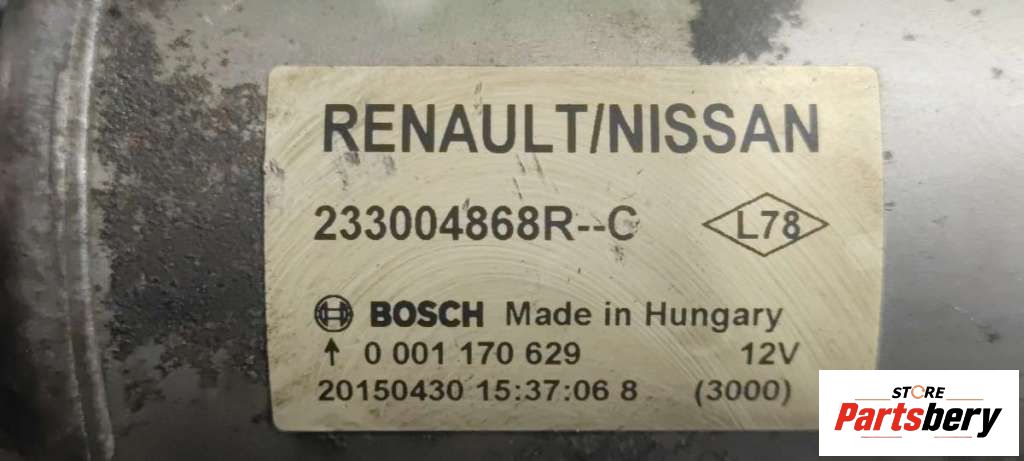 RENAULT/NISSAN
233004868R--C
L78
BOSCH Made in Hungary
↑ 0 001 170 629 12V
20150430 15:37:06 8 (3000)
STORE
Partsbery